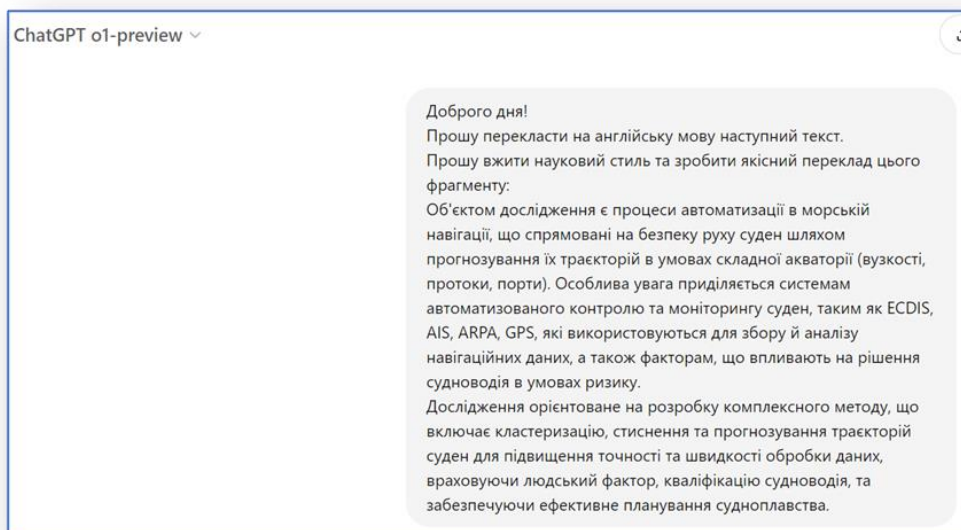 ChatGPT o1-preview
Доброго дня!
Прошу перекласти на англійську мову наступний текст.
Прошу вжити науковий стиль та зробити якісний переклад цього
фрагменту:
Об'єктом дослідження є процеси автоматизації в морській
навігації, що спрямовані на безпеку руху суден шляхом
прогнозування їх траєкторій в умовах складної акваторії (вузкості,
протоки, порти). Особлива увага приділяється системам
автоматизованого контролю та моніторингу суден, таким як ECDIS,
AIS, ARPA, GPS, які використовуються для збору й аналізу
навігаційних даних, а також факторам, що впливають на рішення
судноводія в умовах ризику.
Дослідження орієнтоване на розробку комплексного методу, що
включає кластеризацію, стиснення та прогнозування траєкторій
суден для підвищення точності та швидкості обробки даних,
враховуючи людський фактор, кваліфікацію судноводія, та
забезпечуючи ефективне планування судноплавства.